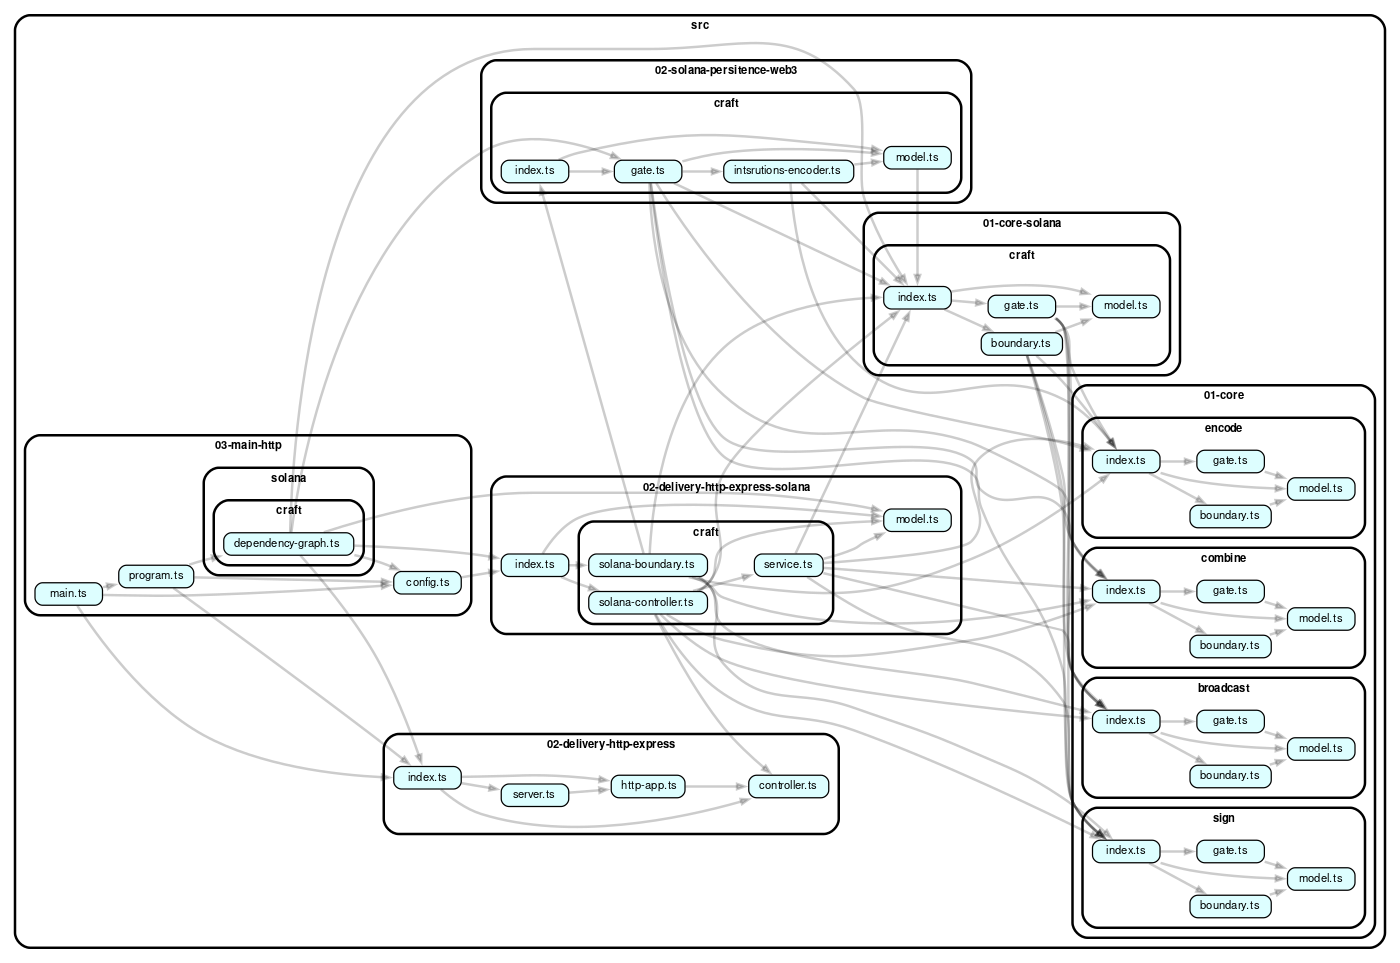 src
02-solana-persitence-web3
craft
index.ts
gate.ts
intsrutions-encoder.ts
model.ts
01-core-solana
craft
index.ts
gate.ts
model.ts
boundary.ts
01-core
encode
index.ts
gate.ts
model.ts
boundary.ts
combine
index.ts
gate.ts
model.ts
boundary.ts
broadcast
index.ts
gate.ts
model.ts
boundary.ts
sign
index.ts
gate.ts
model.ts
boundary.ts
03-main-http
solana
craft
dependency-graph.ts
program.ts
main.ts
config.ts
02-delivery-http-express-solana
model.ts
craft
index.ts
solana-boundary.ts
service.ts
solana-controller.ts
02-delivery-http-express
index.ts
server.ts
http-app.ts
controller.ts